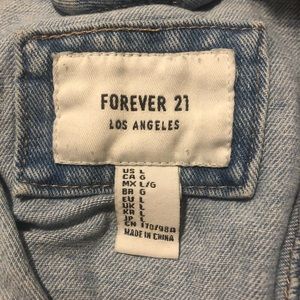 FOREVER 21
LOS ANGELES
US L
CA G
MX L/G
BR G
EU L
UK L
KR L
JP L
CN 170/98A
MADE IN CHINA